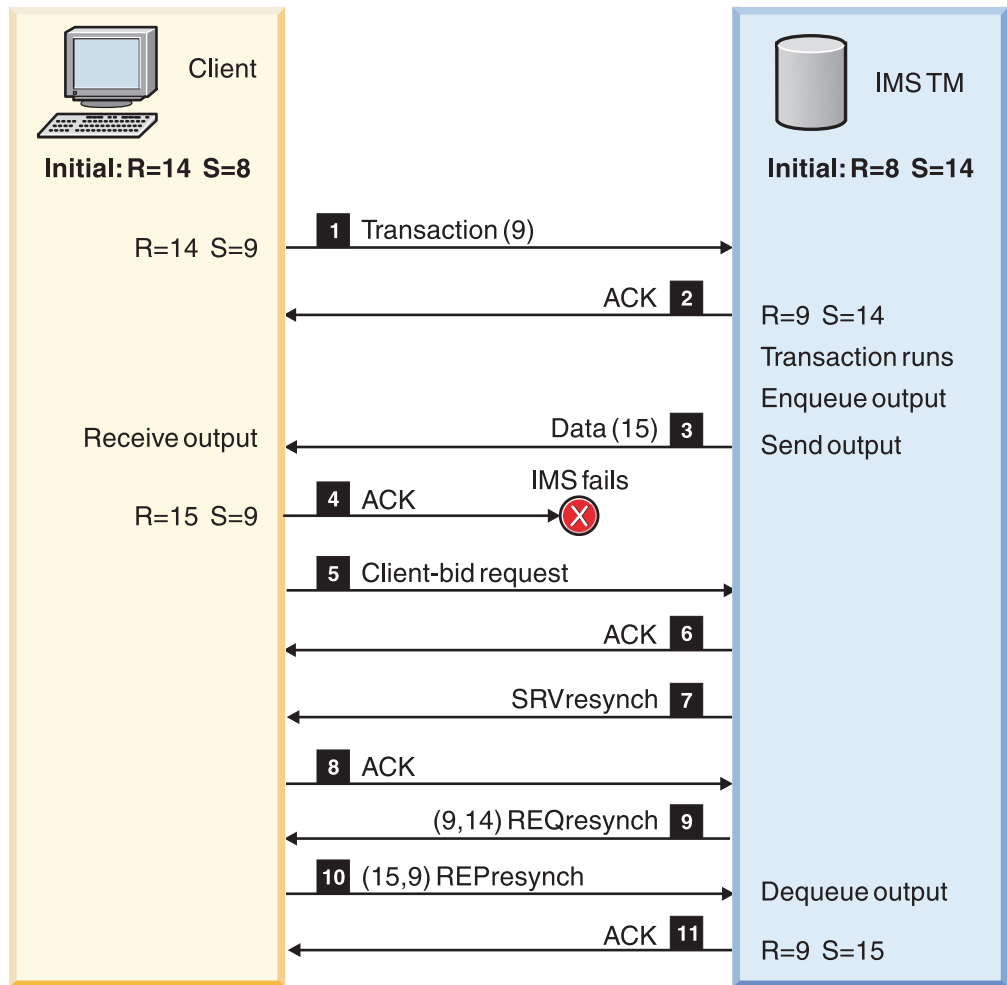 Client
IMS TM
Initial: R=14 S=8
Initial: R=8 S=14
1 Transaction (9)
R=14 S=9
ACK 2
R=9 S=14
Transaction runs
Enqueue output
Data (15) 3
Receive output
Send output
IMS fails
4 ACK
R=15 S=9
X
5 Client-bid request
ACK 6
SRVresynch 7
8 ACK
(9,14) REQresynch 9
10 (15,9) REPresynch
Dequeue output
ACK 11
R=9 S=15